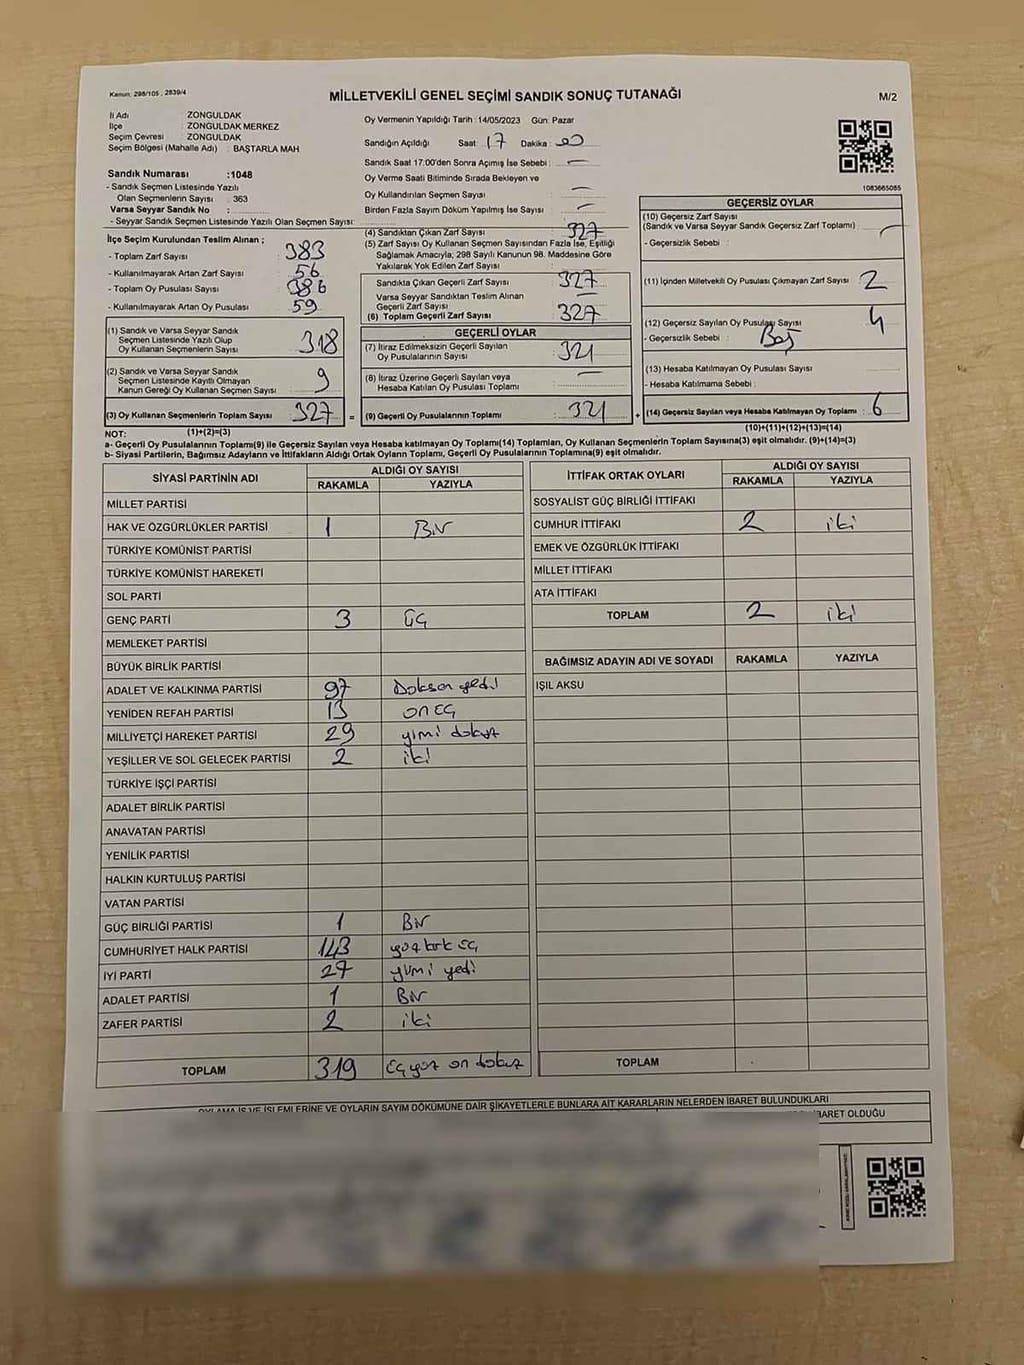 Kanun: 298/105 , 2839/4
MİLLETVEKİLİ GENEL SEÇİMİ SANDIK SONUÇ TUTANAĞI
M/2
İl Adı ZONGULDAK
İlçe ZONGULDAK MERKEZ
Seçim Çevresi ZONGULDAK
Seçim Bölgesi (Mahalle Adı) : BAŞTARLA MAH
Sandık Numarası :1048
- Sandık Seçmen Listesinde Yazılı
Olan Seçmenlerin Sayısı : 363
Varsa Seyyar Sandık No :
- Seyyar Sandık Seçmen Listesinde Yazılı Olan Seçmen Sayısı:
Oy Vermenin Yapıldığı Tarih :14/05/2023 Gün: Pazar
Sandığın Açıldığı Saat: 17 Dakika: 00
Sandık Saat 17:00'den Sonra Açımış İse Sebebi : —
Oy Verme Saati Bitiminde Sırada Bekleyen ve
Oy Kullandırılan Seçmen Sayısı —
Birden Fazla Sayım Döküm Yapılmış İse Sayısı : —
1083665085
İlçe Seçim Kurulundan Teslim Alınan ;
- Toplam Zarf Sayısı : 383
- Kullanılmayarak Artan Zarf Sayısı : 56
- Toplam Oy Pusulası Sayısı : 386
- Kullanılmayarak Artan Oy Pusulası : 59
(1) Sandık ve Varsa Seyyar Sandık
Seçmen Listesinde Yazılı Olup
Oy Kullanan Seçmenlerin Sayısı 318
(2) Sandık ve Varsa Seyyar Sandık
Seçmen Listesinde Kayıtlı Olmayan
Kanun Gereği Oy Kullanan Seçmen Sayısı 9
(3) Oy Kullanan Seçmenlerin Toplam Sayısı 327 =
(4) Sandıktan Çıkan Zarf Sayısı : 327
(5) Zarf Sayısı Oy Kullanan Seçmen Sayısından Fazla İse, Eşitliği
Sağlamak Amacıyla, 298 Sayılı Kanunun 98. Maddesine Göre
Yakılarak Yok Edilen Zarf Sayısı :
Sandıkta Çıkan Geçerli Zarf Sayısı 327
Varsa Seyyar Sandıktan Teslim Alınan
Geçerli Zarf Sayısı —
(6) Toplam Geçerli Zarf Sayısı 327
GEÇERLİ OYLAR
(7) İtiraz Edilmeksizin Geçerli Sayılan
Oy Pusulalarının Sayısı 321
(8) İtiraz Üzerine Geçerli Sayılan veya
Hesaba Katılan Oy Pusulası Toplamı —
(9) Geçerli Oy Pusulalarının Toplamı : 321 +
GEÇERSİZ OYLAR
(10) Geçersiz Zarf Sayısı
(Sandık ve Varsa Seyyar Sandık Geçersiz Zarf Toplamı) —
- Geçersizlik Sebebi :
(11) İçinden Milletvekili Oy Pusulası Çıkmayan Zarf Sayısı 2
(12) Geçersiz Sayılan Oy Pusulası Sayısı 4
- Geçersizlik Sebebi : Boş
(13) Hesaba Katılmayan Oy Pusulası Sayısı
- Hesaba Katılmama Sebebi :
(14) Geçersiz Sayılan veya Hesaba Katılmayan Oy Toplamı : 6
NOT: (1)+(2)=(3) (10)+(11)+(12)+(13)=(14)
a- Geçerli Oy Pusulalarının Toplamı(9) ile Geçersiz Sayılan veya Hesaba katılmayan Oy Toplamı(14) Toplamları, Oy Kullanan Seçmenlerin Toplam Sayısına(3) eşit olmalıdır. (9)+(14)=(3)
b- Siyasi Partilerin, Bağımsız Adayların ve İttifakların Aldığı Ortak Oyların Toplamı, Geçerli Oy Pusulalarının Toplamına(9) eşit olmalıdır.
SİYASİ PARTİNİN ADI ALDIĞI OY SAYISI
RAKAMLA YAZIYLA
MİLLET PARTİSİ
HAK VE ÖZGÜRLÜKLER PARTİSİ 1 Bir
TÜRKİYE KOMÜNİST PARTİSİ
TÜRKİYE KOMÜNİST HAREKETİ
SOL PARTİ
GENÇ PARTİ 3 üç
MEMLEKET PARTİSİ
BÜYÜK BİRLİK PARTİSİ
ADALET VE KALKINMA PARTİSİ 97 Doksan yedi
YENİDEN REFAH PARTİSİ 13 on üç
MİLLİYETÇİ HAREKET PARTİSİ 29 yimi dokuz
YEŞİLLER VE SOL GELECEK PARTİSİ 2 iki
TÜRKİYE İŞÇİ PARTİSİ
ADALET BİRLİK PARTİSİ
ANAVATAN PARTİSİ
YENİLİK PARTİSİ
HALKIN KURTULUŞ PARTİSİ
VATAN PARTİSİ
GÜÇ BİRLİĞİ PARTİSİ 1 Bir
CUMHURİYET HALK PARTİSİ 143 yüz kırk üç
İYİ PARTİ 27 yimi yedi
ADALET PARTİSİ 1 Bir
ZAFER PARTİSİ 2 iki
TOPLAM 319 üç yüz on dokuz
İTTİFAK ORTAK OYLARI ALDIĞI OY SAYISI
RAKAMLA YAZIYLA
SOSYALİST GÜÇ BİRLİĞİ İTTİFAKI
CUMHUR İTTİFAKI 2 iki
EMEK VE ÖZGÜRLÜK İTTİFAKI
MİLLET İTTİFAKI
ATA İTTİFAKI
TOPLAM 2 iki
BAĞIMSIZ ADAYIN ADI VE SOYADI RAKAMLA YAZIYLA
IŞIL AKSU
TOPLAM
OYLAMA İŞ VE İŞLEMLERİNE VE OYLARIN SAYIM DÖKÜMÜNE DAİR ŞİKAYETLERLE BUNLARA AİT KARARLARIN NELERDEN İBARET BULUNDUKLARI
İBARET OLDUĞU